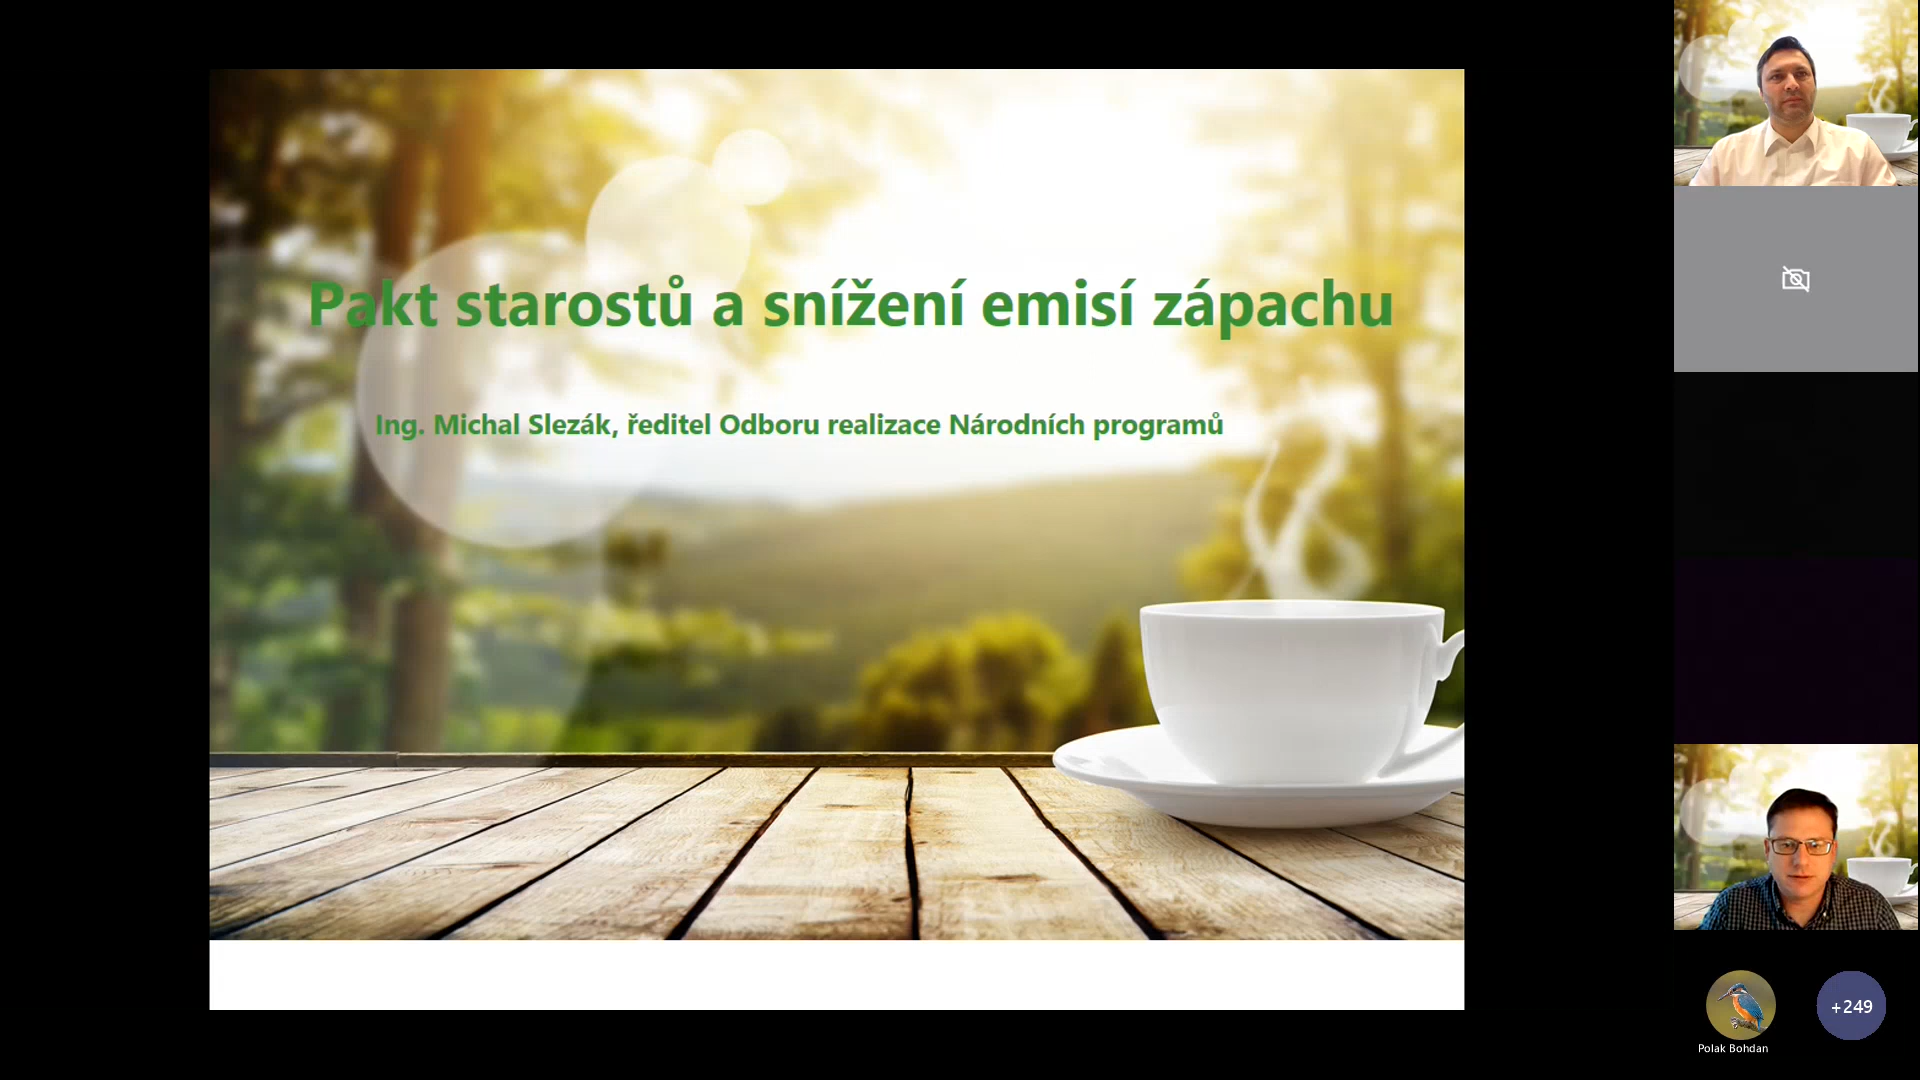 Pakt starostů a snížení emisí zápachu
Ing. Michal Slezák, ředitel Odboru realizace Národních programů
+249
Polak Bohdan